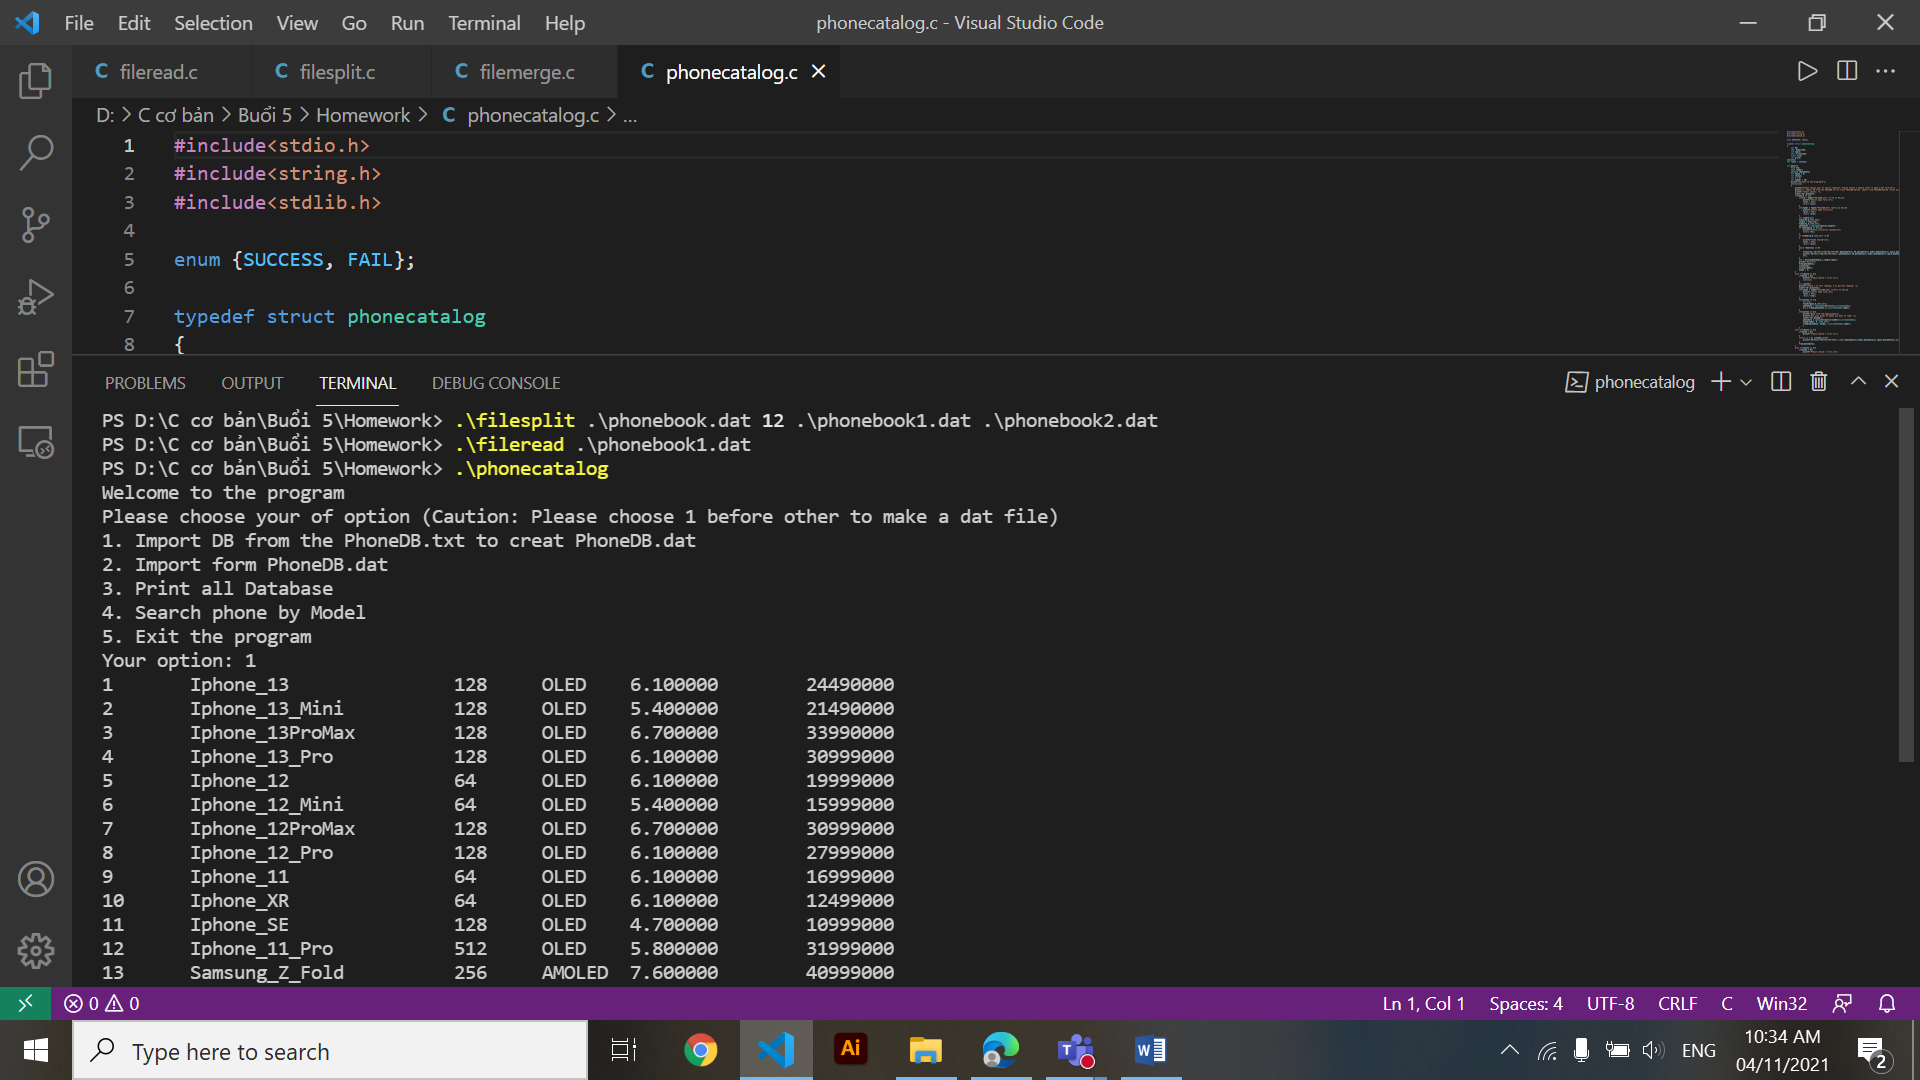 File Edit Selection View Go Run Terminal Help
phonecatalog.c - Visual Studio Code
C fileread.c C filesplit.c C filemerge.c C phonecatalog.c
D: > C cơ bản > Buổi 5 > Homework > C phonecatalog.c > ...
1 #include<stdio.h>
2 #include<string.h>
3 #include<stdlib.h>
4
5 enum {SUCCESS, FAIL};
6
7 typedef struct phonecatalog
8 {
PROBLEMS OUTPUT TERMINAL DEBUG CONSOLE
phonecatalog
PS D:\C cơ bản\Buổi 5\Homework> .\filesplit .\phonebook.dat 12 .\phonebook1.dat .\phonebook2.dat
PS D:\C cơ bản\Buổi 5\Homework> .\fileread .\phonebook1.dat
PS D:\C cơ bản\Buổi 5\Homework> .\phonecatalog
Welcome to the program
Please choose your of option (Caution: Please choose 1 before other to make a dat file)
1. Import DB from the PhoneDB.txt to creat PhoneDB.dat
2. Import form PhoneDB.dat
3. Print all Database
4. Search phone by Model
5. Exit the program
Your option: 1
1 Iphone_13 128 OLED 6.100000 24490000
2 Iphone_13_Mini 128 OLED 5.400000 21490000
3 Iphone_13ProMax 128 OLED 6.700000 33990000
4 Iphone_13_Pro 128 OLED 6.100000 30999000
5 Iphone_12 64 OLED 6.100000 19999000
6 Iphone_12_Mini 64 OLED 5.400000 15999000
7 Iphone_12ProMax 128 OLED 6.700000 30999000
8 Iphone_12_Pro 128 OLED 6.100000 27999000
9 Iphone_11 64 OLED 6.100000 16999000
10 Iphone_XR 64 OLED 6.100000 12499000
11 Iphone_SE 128 OLED 4.700000 10999000
12 Iphone_11_Pro 512 OLED 5.800000 31999000
13 Samsung_Z_Fold 256 AMOLED 7.600000 40999000
0 0
Ln 1, Col 1 Spaces: 4 UTF-8 CRLF C Win32
Type here to search
Ai
T
W
ENG
10:34 AM
04/11/2021
2